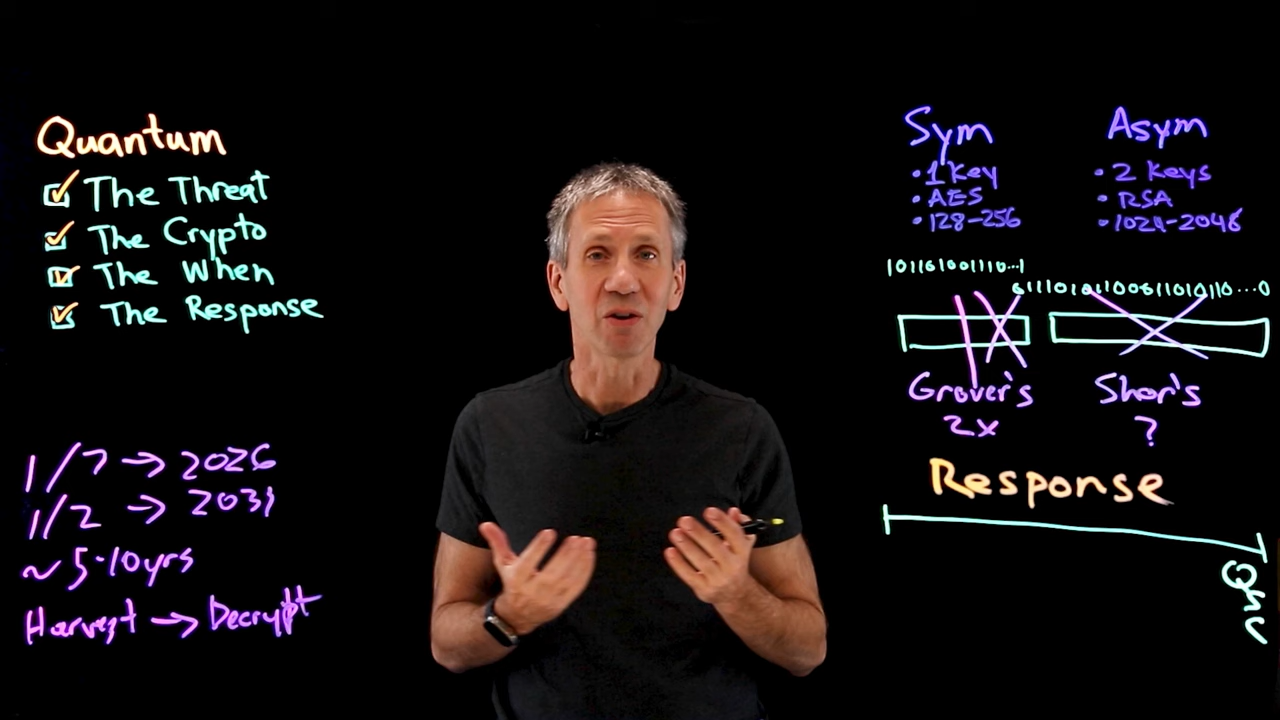 Quantum
The Threat
The Crypto
The When
The Response
1/7 → 2026
1/2 → 2031
~ 5-10yrs
Harvest → Decrypt
Sym
• 1 Key
• AES
• 128-256
Asym
• 2 Keys
• RSA
• 1024-2048
Grover's
2x
Shor's
?
Response